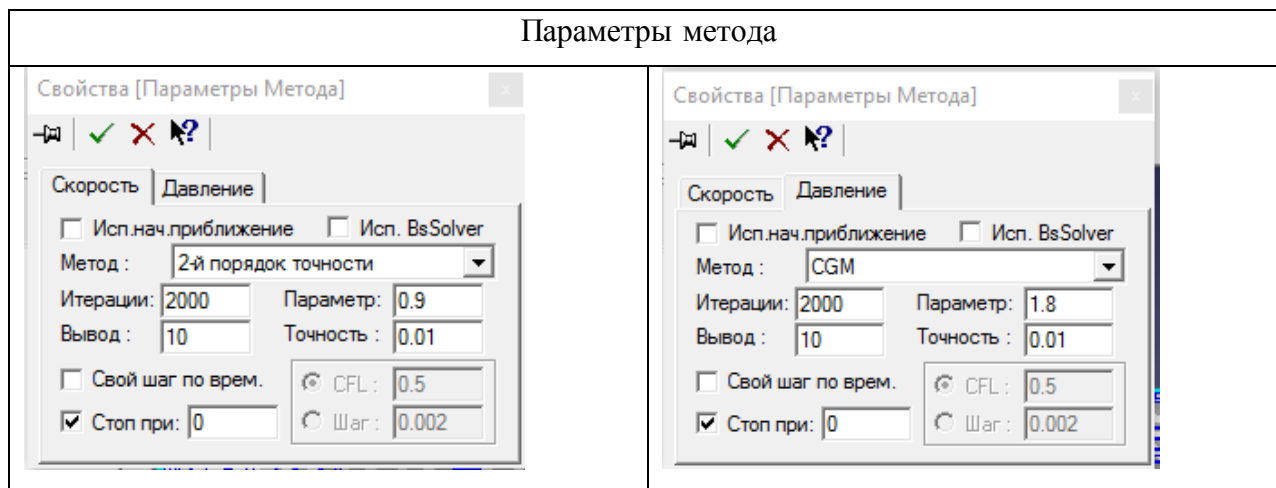 Параметры метода
Свойства [Параметры Метода]
Скорость Давление
Исп.нач.приближение Исп. BsSolver
Метод : 2-й порядок точности
Итерации: 2000 Параметр: 0.9
Вывод : 10 Точность : 0.01
Свой шаг по врем. CFL : 0.5
Стоп при: 0 Шаг : 0.002
Свойства [Параметры Метода]
Скорость Давление
Исп.нач.приближение Исп. BsSolver
Метод : CGM
Итерации: 2000 Параметр: 1.8
Вывод : 10 Точность : 0.01
Свой шаг по врем. CFL : 0.5
Стоп при: 0 Шаг : 0.002